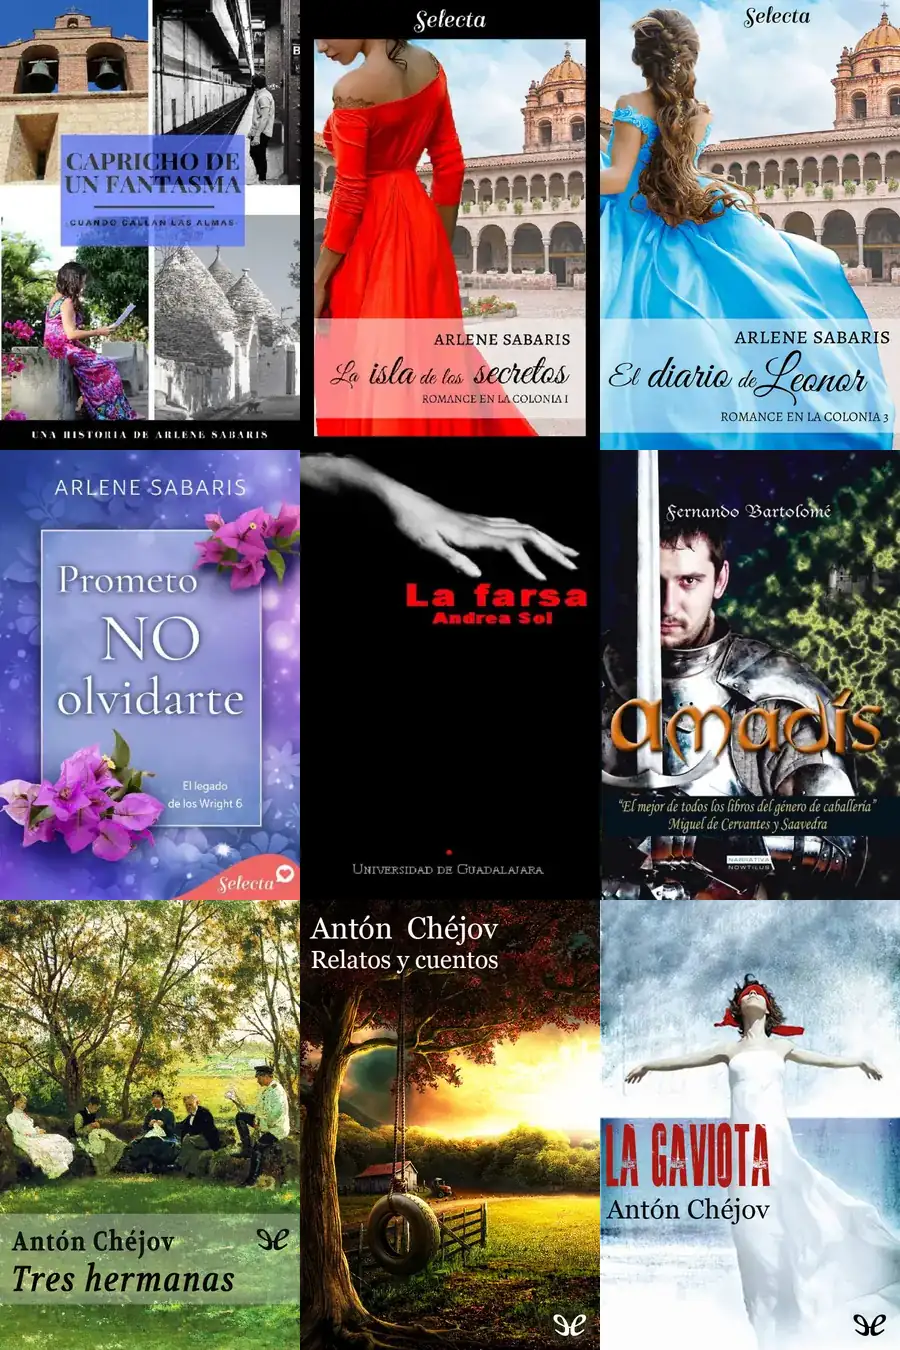 CAPRICHO DE
UN FANTASMA
CUANDO CALLAN LAS ALMAS
UNA HISTORIA DE ARLENE SABARIS
Selecta
ARLENE SABARIS
La isla de los secretos
ROMANCE EN LA COLONIA 1
Selecta
ARLENE SABARIS
El diario de Leonor
ROMANCE EN LA COLONIA 3
ARLENE SABARIS
Prometo
NO
olvidarte
El legado
de los Wright 6
Selecta
La farsa
Andrea Sol
UNIVERSIDAD DE GUADALAJARA
Fernando Bartolomé
amadís
"El mejor de todos los libros del género de caballería"
Miguel de Cervantes y Saavedra
NARRATIVA
NOWTILUS
Antón Chéjov
Tres hermanas
Antón Chéjov
Relatos y cuentos
LA GAVIOTA
Antón Chéjov